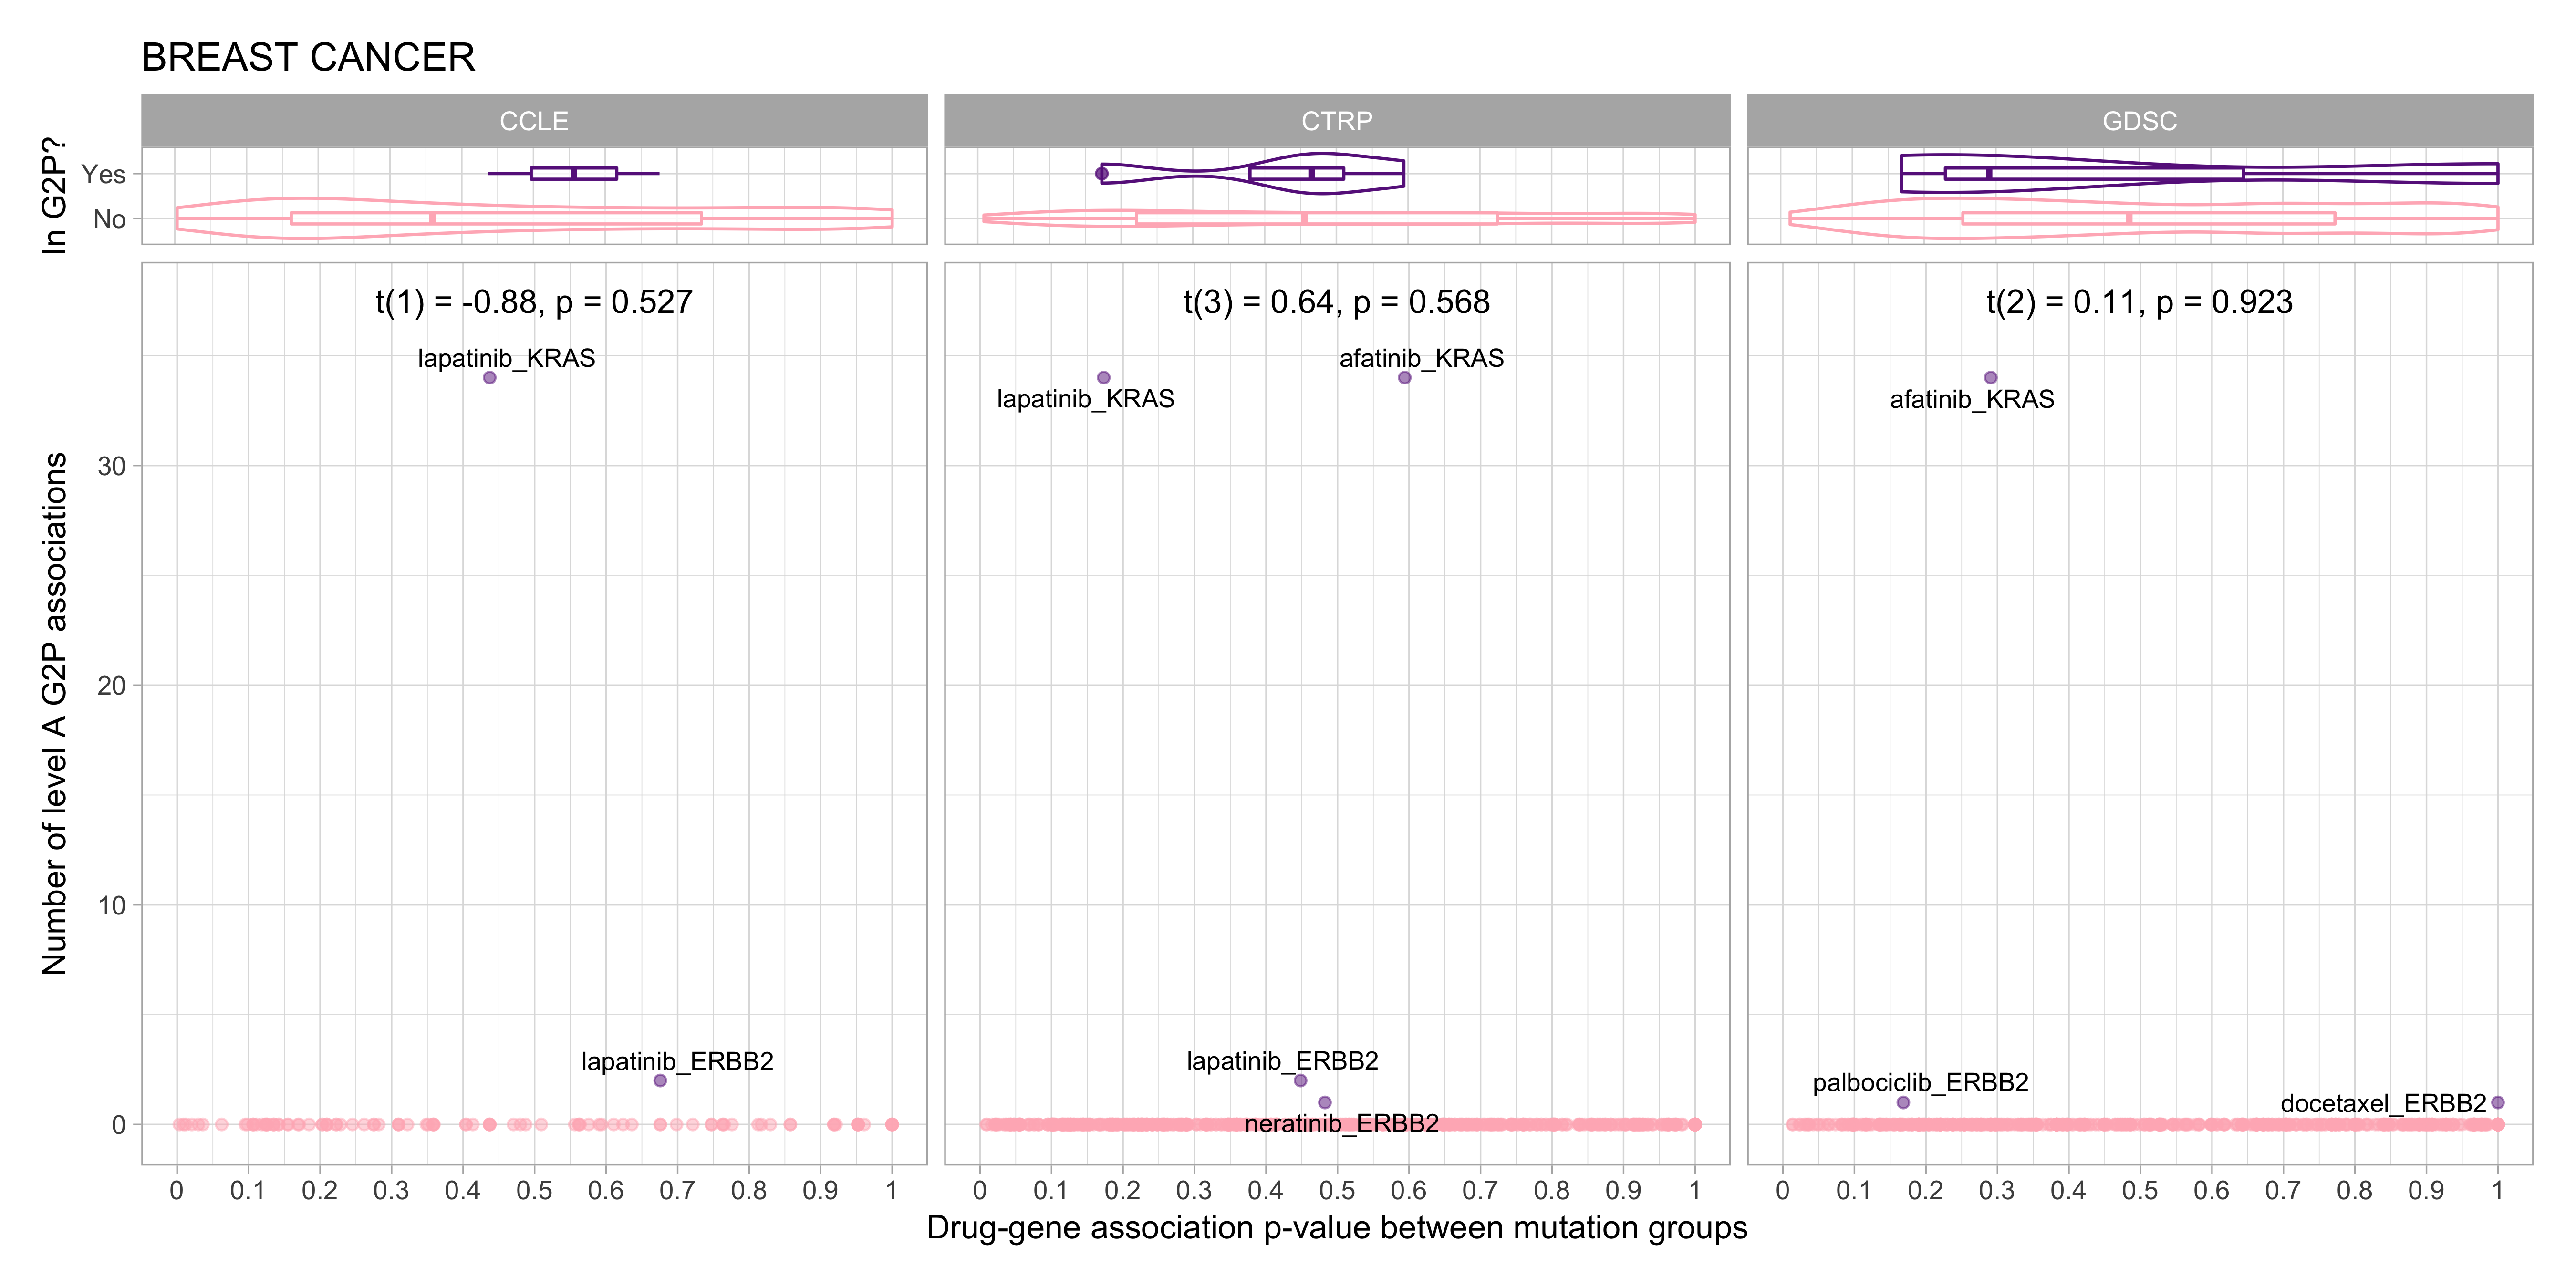 BREAST CANCER
CCLE
CTRP
GDSC
In G2P?
Yes
No
t(1) = -0.88, p = 0.527
t(3) = 0.64, p = 0.568
t(2) = 0.11, p = 0.923
lapatinib_KRAS
afatinib_KRAS
lapatinib_KRAS
afatinib_KRAS
Number of level A G2P associations
30
20
10
0
lapatinib_ERBB2
lapatinib_ERBB2
neratinib_ERBB2
palbociclib_ERBB2
docetaxel_ERBB2
0 0.1 0.2 0.3 0.4 0.5 0.6 0.7 0.8 0.9 1
0 0.1 0.2 0.3 0.4 0.5 0.6 0.7 0.8 0.9 1
0 0.1 0.2 0.3 0.4 0.5 0.6 0.7 0.8 0.9 1
Drug-gene association p-value between mutation groups